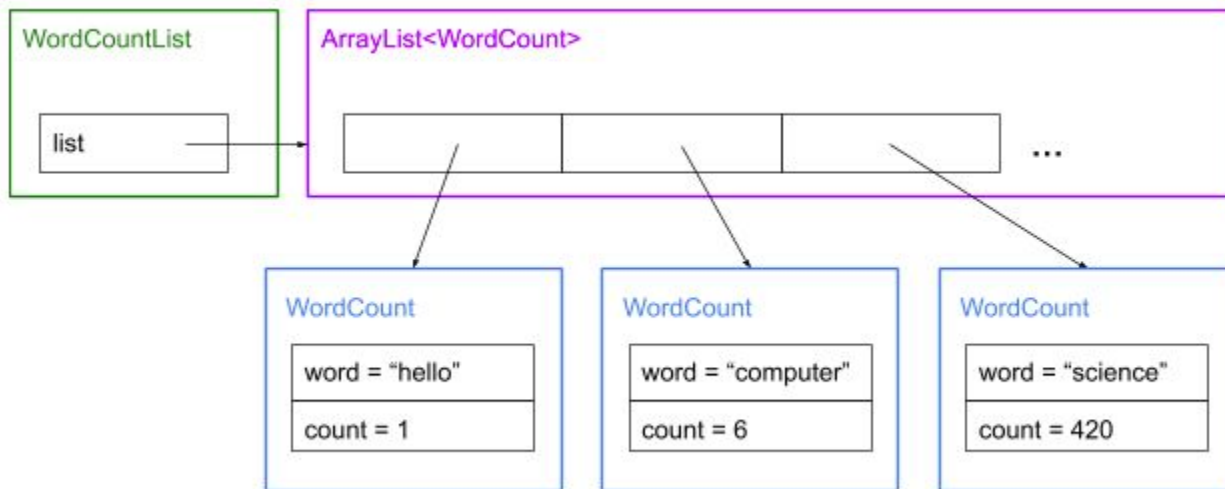 WordCountList
ArrayList<WordCount>
list
...
WordCount
WordCount
WordCount
word = “hello”
word = “computer”
word = “science”
count = 1
count = 6
count = 420